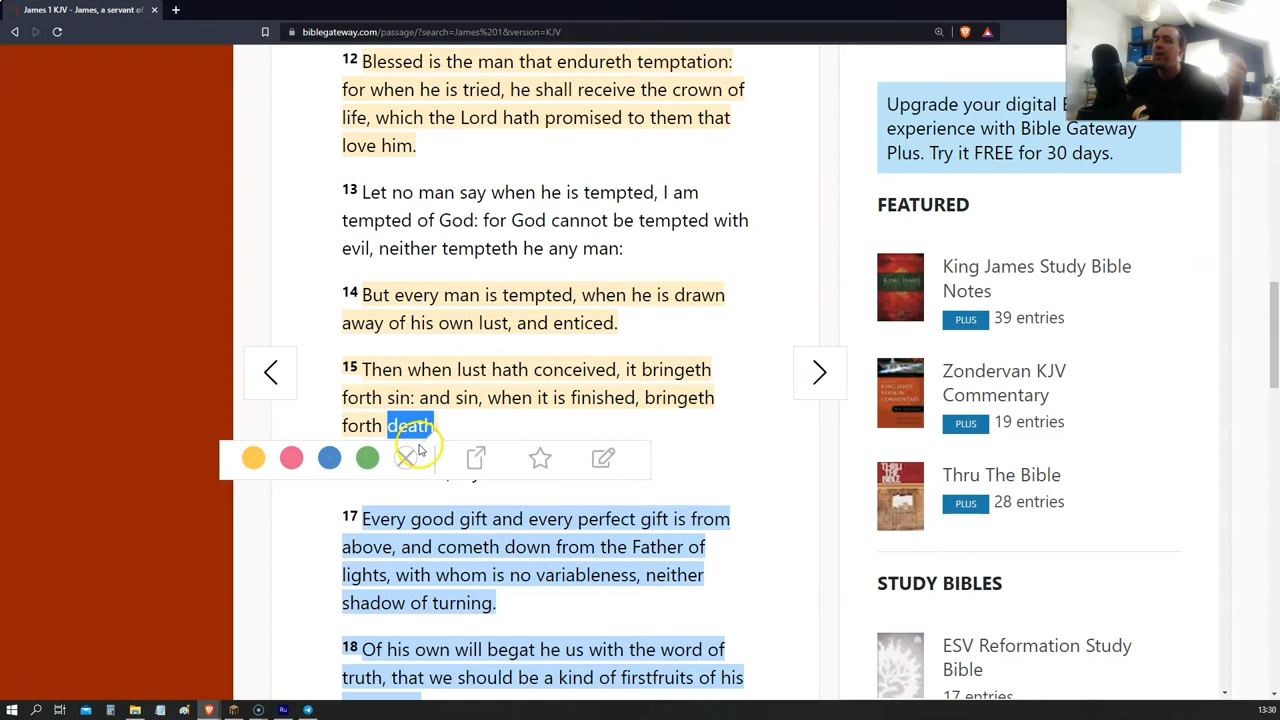 James 1 KJV - James, a servant of
biblegateway.com/passage/?search=James%201&version=KJV
12 Blessed is the man that endureth temptation:
for when he is tried, he shall receive the crown of
life, which the Lord hath promised to them that
love him.
13 Let no man say when he is tempted, I am
tempted of God: for God cannot be tempted with
evil, neither tempteth he any man:
14 But every man is tempted, when he is drawn
away of his own lust, and enticed.
15 Then when lust hath conceived, it bringeth
forth sin: and sin, when it is finished, bringeth
forth death.
17 Every good gift and every perfect gift is from
above, and cometh down from the Father of
lights, with whom is no variableness, neither
shadow of turning.
18 Of his own will begat he us with the word of
truth, that we should be a kind of firstfruits of his
Upgrade your digital
experience with Bible Gateway
Plus. Try it FREE for 30 days.
FEATURED
King James Study Bible
Notes
PLUS 39 entries
Zondervan KJV
Commentary
PLUS 19 entries
Thru The Bible
PLUS 28 entries
STUDY BIBLES
ESV Reformation Study
Bible
17 entries
13:30